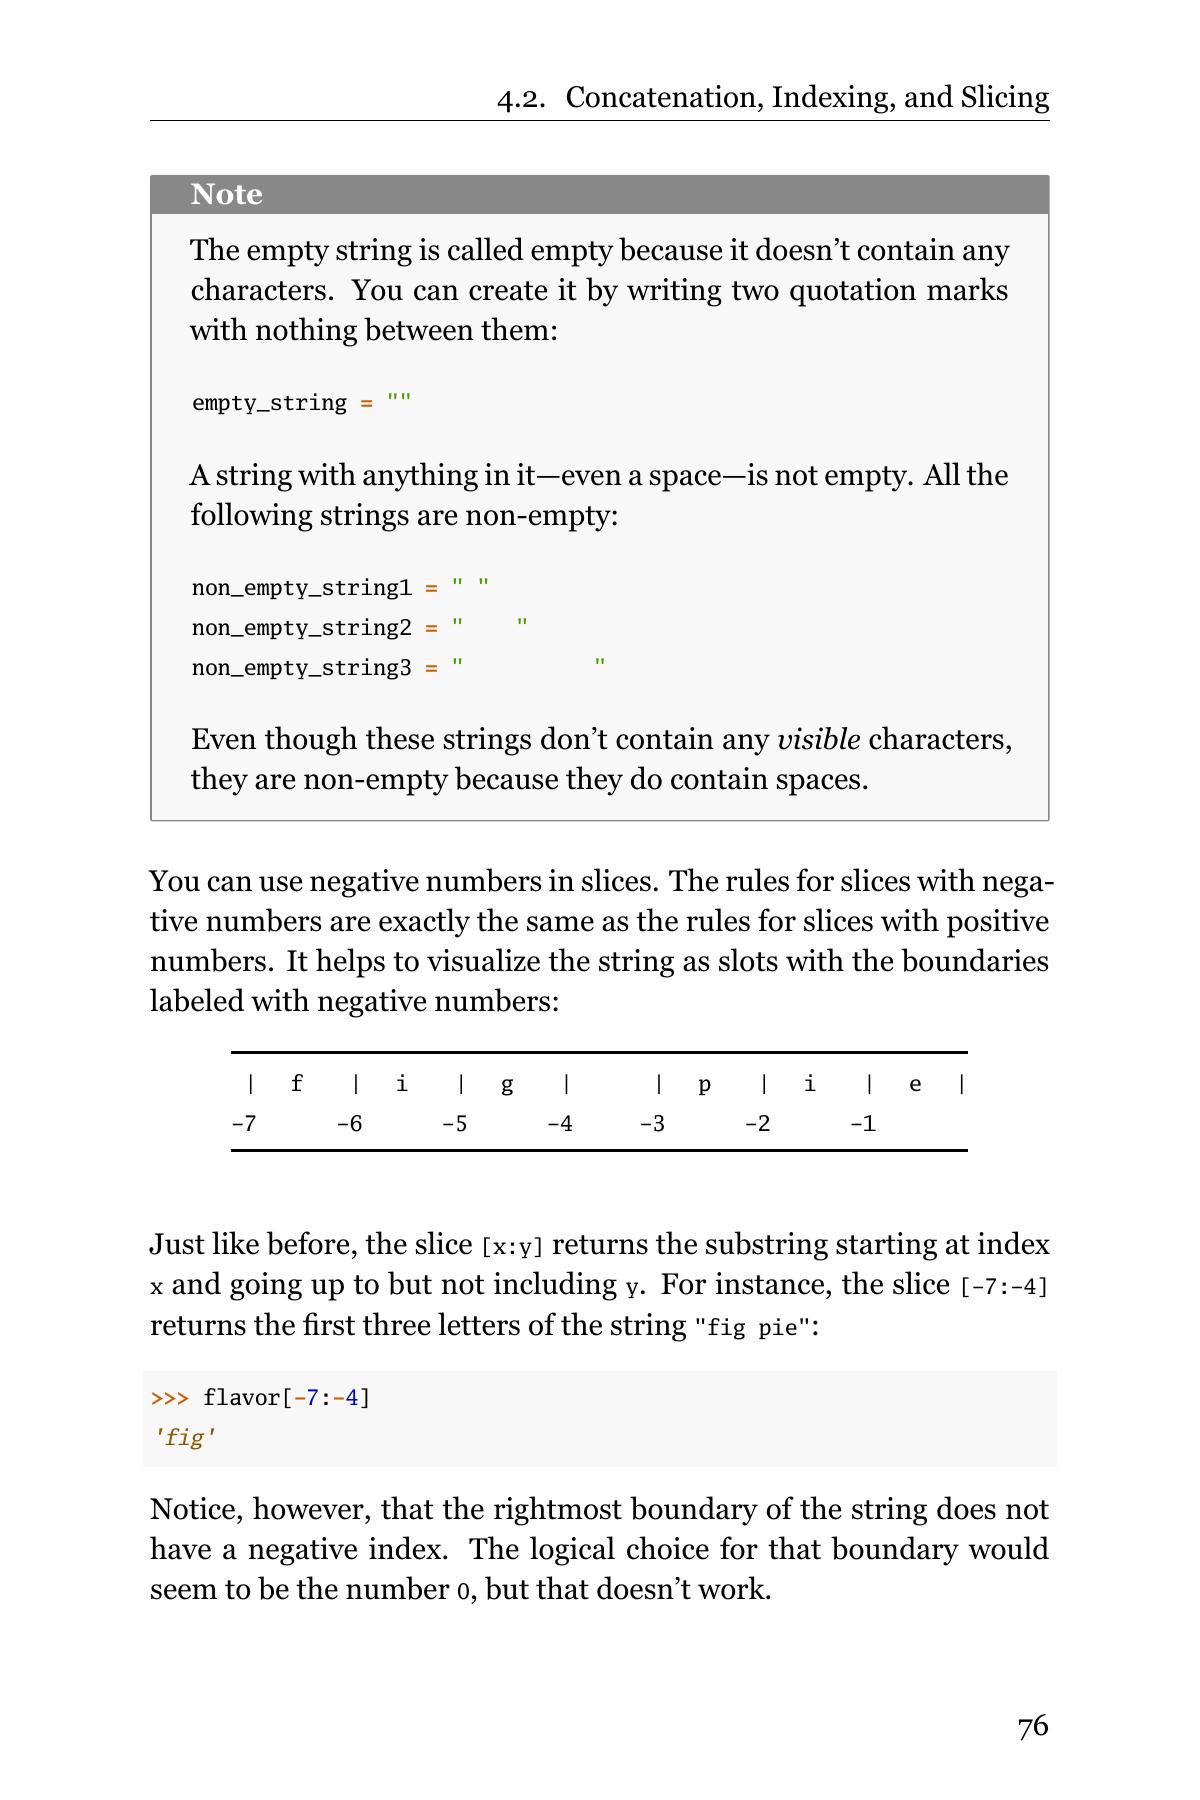 4.2. Concatenation, Indexing, and Slicing
Note
The empty string is called empty because it doesn’t contain any
characters. You can create it by writing two quotation marks
with nothing between them:
empty_string = ""
A string with anything in it—even a space—is not empty. All the
following strings are non-empty:
non_empty_string1 = " "
non_empty_string2 = "    "
non_empty_string3 = "          "
Even though these strings don’t contain any visible characters,
they are non-empty because they do contain spaces.
You can use negative numbers in slices. The rules for slices with nega-
tive numbers are exactly the same as the rules for slices with positive
numbers. It helps to visualize the string as slots with the boundaries
labeled with negative numbers:
|   f   |   i   |   g   |      |   p   |   i   |   e   |
-7      -6      -5      -4     -3      -2      -1
Just like before, the slice [x:y] returns the substring starting at index
x and going up to but not including y. For instance, the slice [-7:-4]
returns the first three letters of the string "fig pie":
>>> flavor[-7:-4]
'fig'
Notice, however, that the rightmost boundary of the string does not
have a negative index. The logical choice for that boundary would
seem to be the number 0, but that doesn’t work.
76